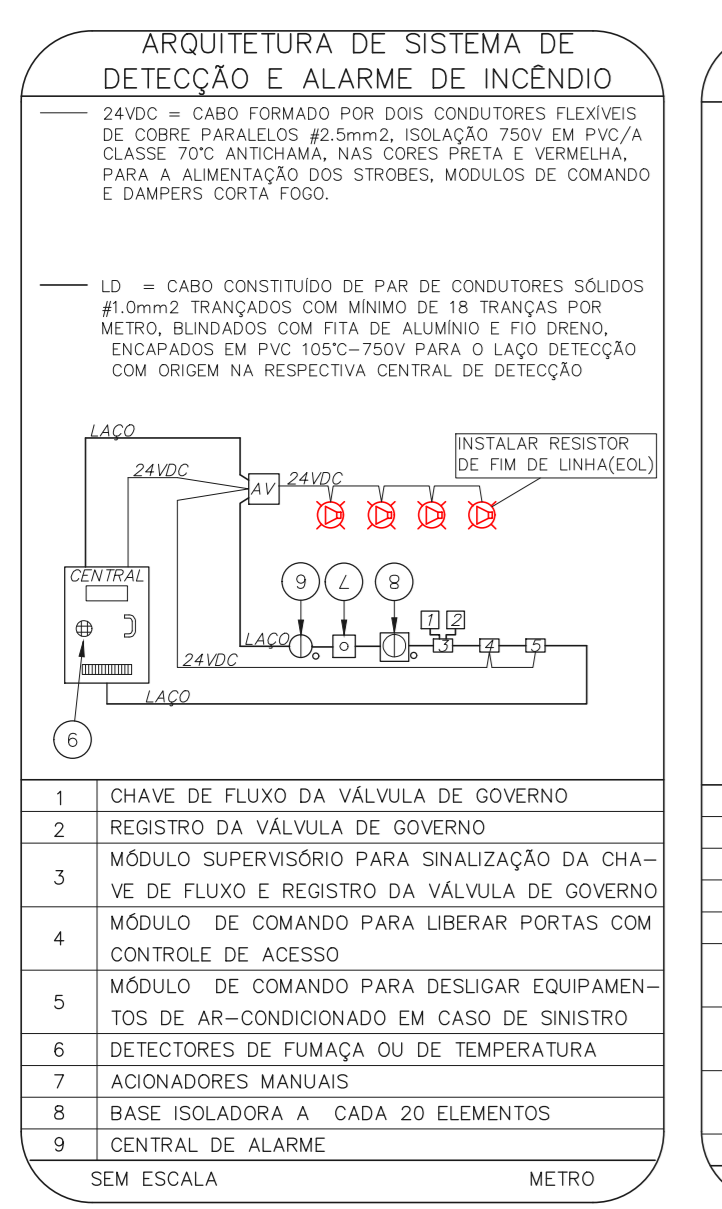 ARQUITETURA DE SISTEMA DE
DETECÇÃO E ALARME DE INCÊNDIO
24VDC = CABO FORMADO POR DOIS CONDUTORES FLEXÍVEIS
DE COBRE PARALELOS #2.5mm2, ISOLAÇÃO 750V EM PVC/A
CLASSE 70°C ANTICHAMA, NAS CORES PRETA E VERMELHA,
PARA A ALIMENTAÇÃO DOS STROBES, MODULOS DE COMANDO
E DAMPERS CORTA FOGO.
LD = CABO CONSTITUÍDO DE PAR DE CONDUTORES SÓLIDOS
#1.0mm2 TRANÇADOS COM MÍNIMO DE 18 TRANÇAS POR
METRO, BLINDADOS COM FITA DE ALUMÍNIO E FIO DRENO,
ENCAPADOS EM PVC 105°C-750V PARA O LAÇO DETECÇÃO
COM ORIGEM NA RESPECTIVA CENTRAL DE DETECÇÃO
LAÇO
INSTALAR RESISTOR
DE FIM DE LINHA(EOL)
24VDC
AV
24VDC
CENTRAL
6
7
8
1
2
LAÇO
3
4
5
24VDC
LAÇO
9
1 CHAVE DE FLUXO DA VÁLVULA DE GOVERNO
2 REGISTRO DA VÁLVULA DE GOVERNO
3 MÓDULO SUPERVISÓRIO PARA SINALIZAÇÃO DA CHA-
VE DE FLUXO E REGISTRO DA VÁLVULA DE GOVERNO
4 MÓDULO DE COMANDO PARA LIBERAR PORTAS COM
CONTROLE DE ACESSO
5 MÓDULO DE COMANDO PARA DESLIGAR EQUIPAMEN-
TOS DE AR-CONDICIONADO EM CASO DE SINISTRO
6 DETECTORES DE FUMAÇA OU DE TEMPERATURA
7 ACIONADORES MANUAIS
8 BASE ISOLADORA A CADA 20 ELEMENTOS
9 CENTRAL DE ALARME
SEM ESCALA METRO